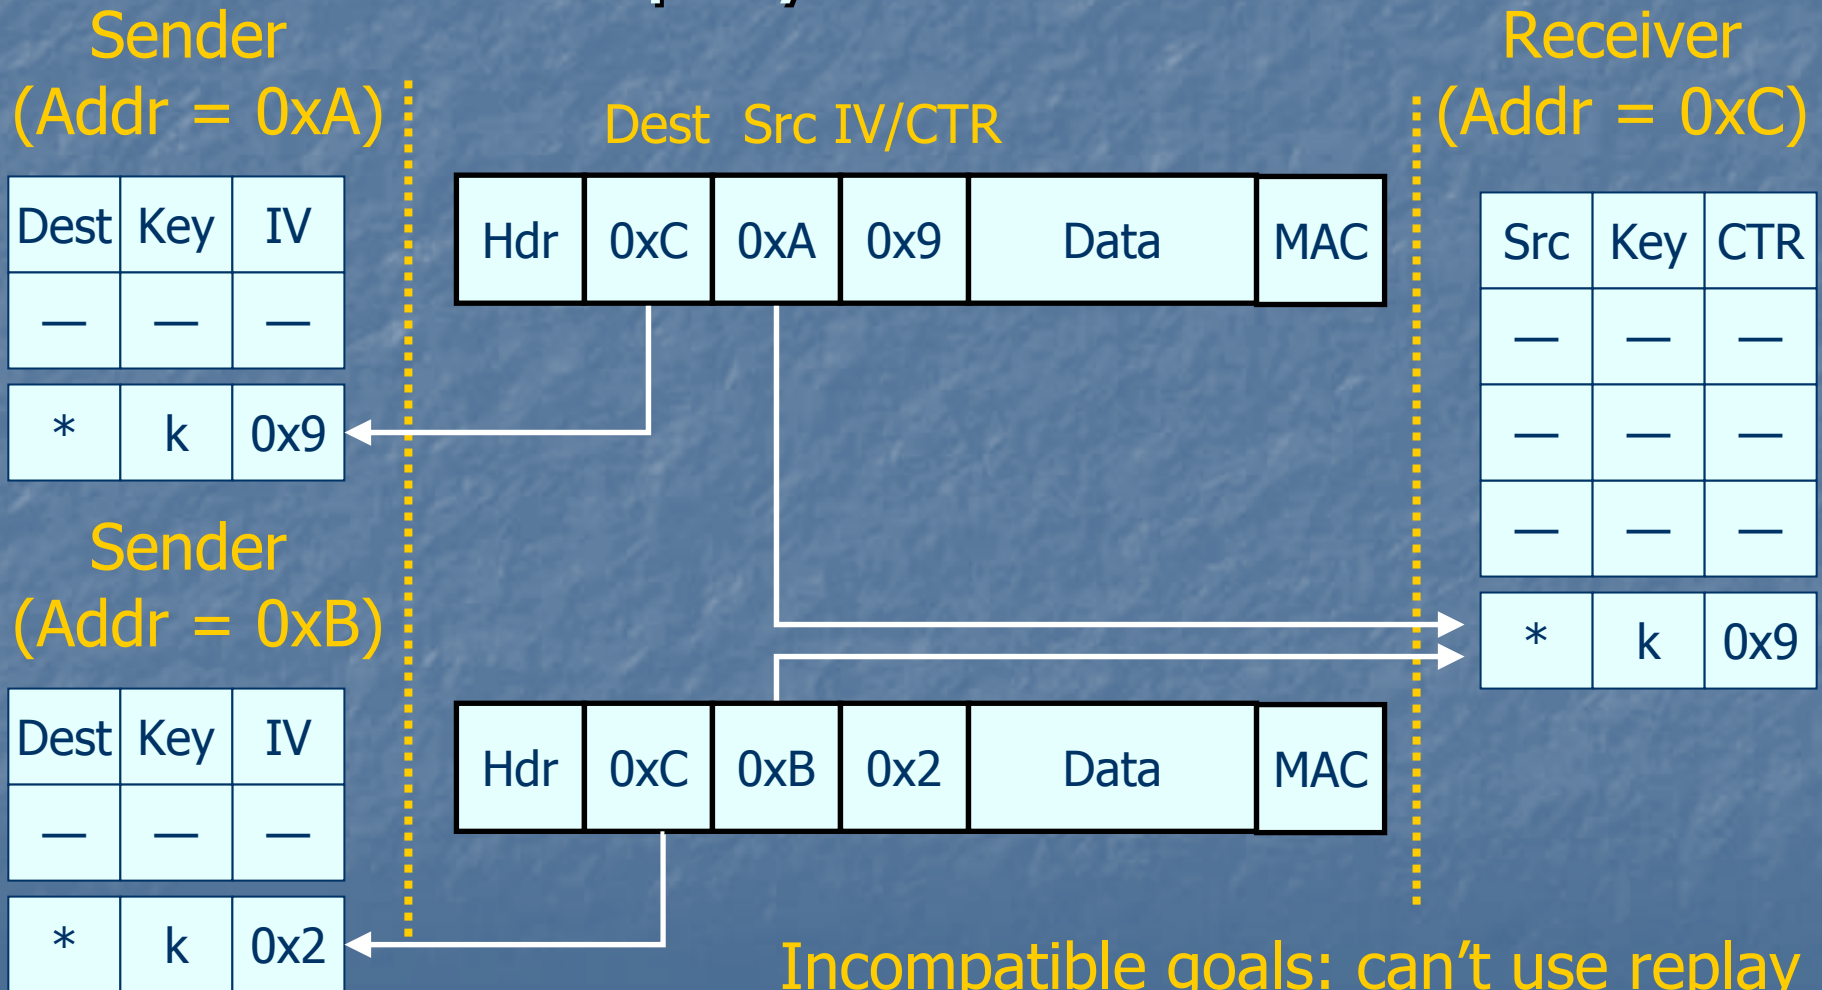 Sender
(Addr = 0xA)
Dest Key IV
— — —
* k 0x9
Sender
(Addr = 0xB)
Dest Key IV
— — —
* k 0x2
Dest Src IV/CTR
Hdr 0xC 0xA 0x9 Data MAC
Hdr 0xC 0xB 0x2 Data MAC
Receiver
(Addr = 0xC)
Src Key CTR
— — —
— — —
— — —
* k 0x9
Incompatible goals: can’t use replay